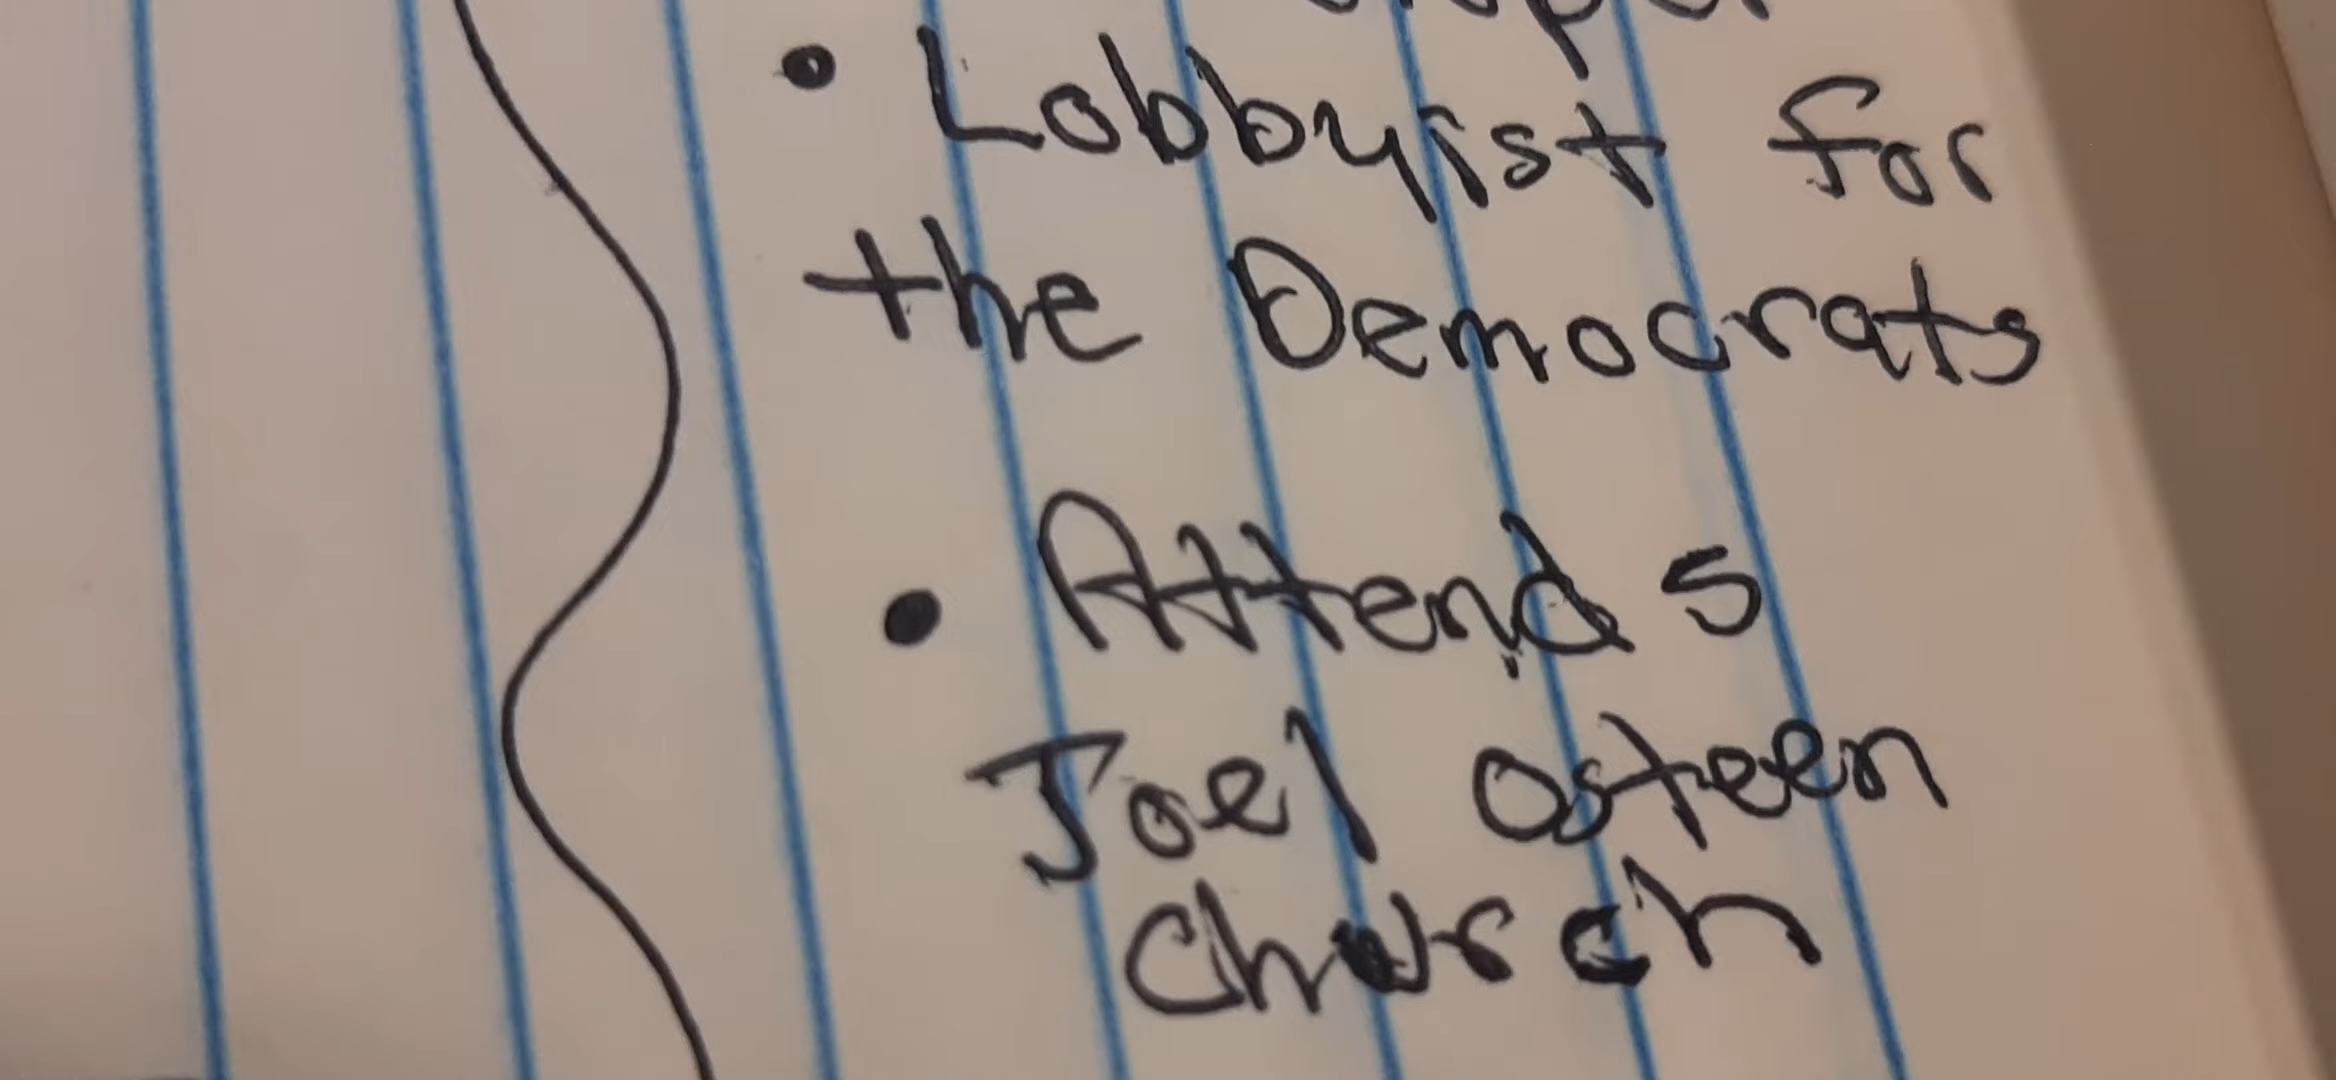 • Lobbyist for
the Democrats
• Attends
Joel Osteen
Church